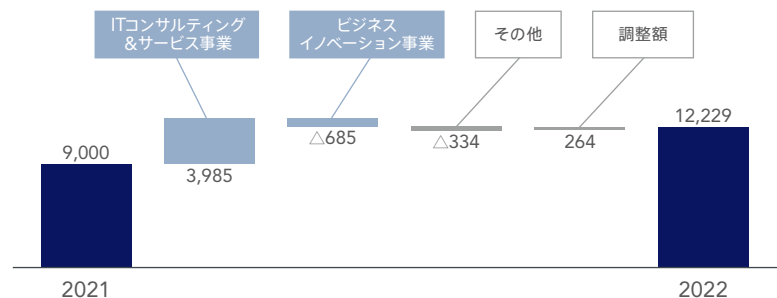 ITコンサルティング
&サービス事業
ビジネス
イノベーション事業
その他
調整額
9,000
3,985
△685
△334
264
12,229
2021
2022